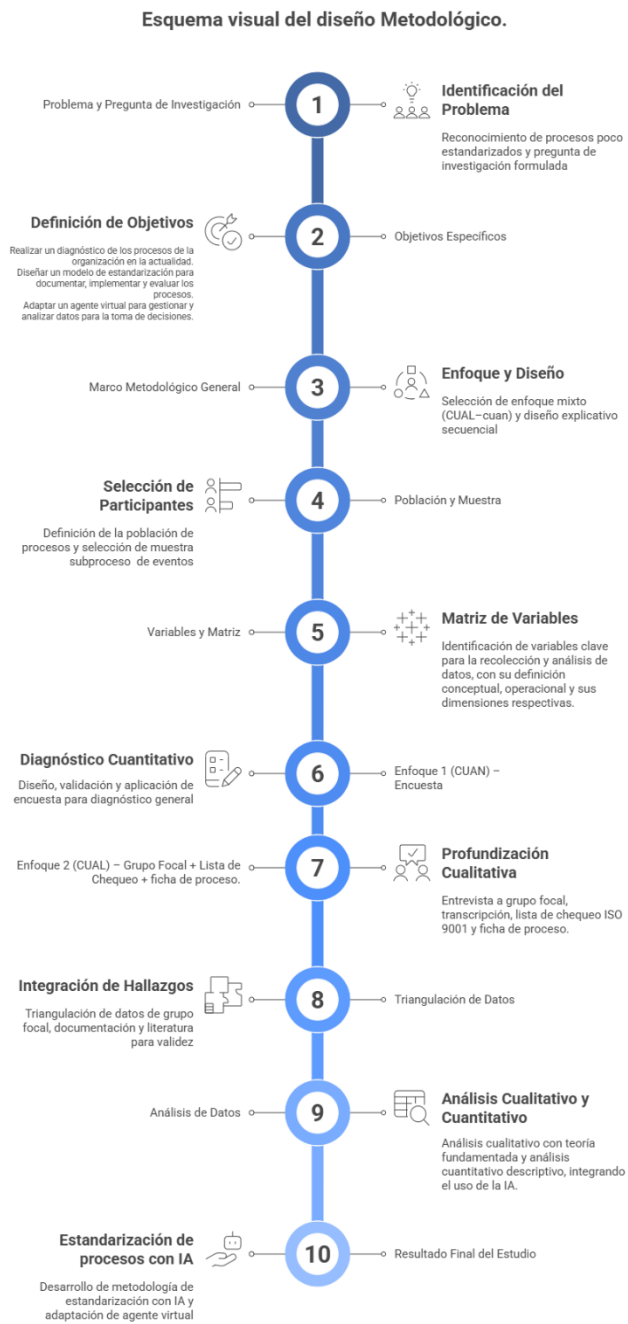 Esquema visual del diseño Metodológico.
Problema y Pregunta de Investigación
1
Identificación del
Problema
Reconocimiento de procesos poco
estandarizados y pregunta de
investigación formulada
Definición de Objetivos
Realizar un diagnóstico de los procesos de la
organización en la actualidad.
Diseñar un modelo de estandarización para
documentar, implementar y evaluar los
procesos.
Adaptar un agente virtual para gestionar y
analizar datos para la toma de decisiones.
2
Objetivos Específicos
Marco Metodológico General
3
Enfoque y Diseño
Selección de enfoque mixto
(CUAL–cuan) y diseño explicativo
secuencial
Selección de
Participantes
Definición de la población de
procesos y selección de muestra
subproceso de eventos
4
Población y Muestra
Variables y Matriz
5
Matriz de Variables
Identificación de variables clave
para la recolección y análisis de
datos, con su definición
conceptual, operacional y sus
dimensiones respectivas.
Diagnóstico Cuantitativo
Diseño, validación y aplicación de
encuesta para diagnóstico general
6
Enfoque 1 (CUAN) –
Encuesta
Enfoque 2 (CUAL) – Grupo Focal + Lista de
Chequeo + ficha de proceso.
7
Profundización
Cualitativa
Entrevista a grupo focal,
transcripción, lista de chequeo ISO
9001 y ficha de proceso.
Integración de Hallazgos
Triangulación de datos de grupo
focal, documentación y literatura
para validez
8
Triangulación de Datos
Análisis de Datos
9
Análisis Cualitativo y
Cuantitativo
Análisis cualitativo con teoría
fundamentada y análisis
cuantitativo descriptivo, integrando
el uso de la IA.
Estandarización de
procesos con IA
Desarrollo de metodología de
estandarización con IA y
adaptación de agente virtual
10
Resultado Final del Estudio